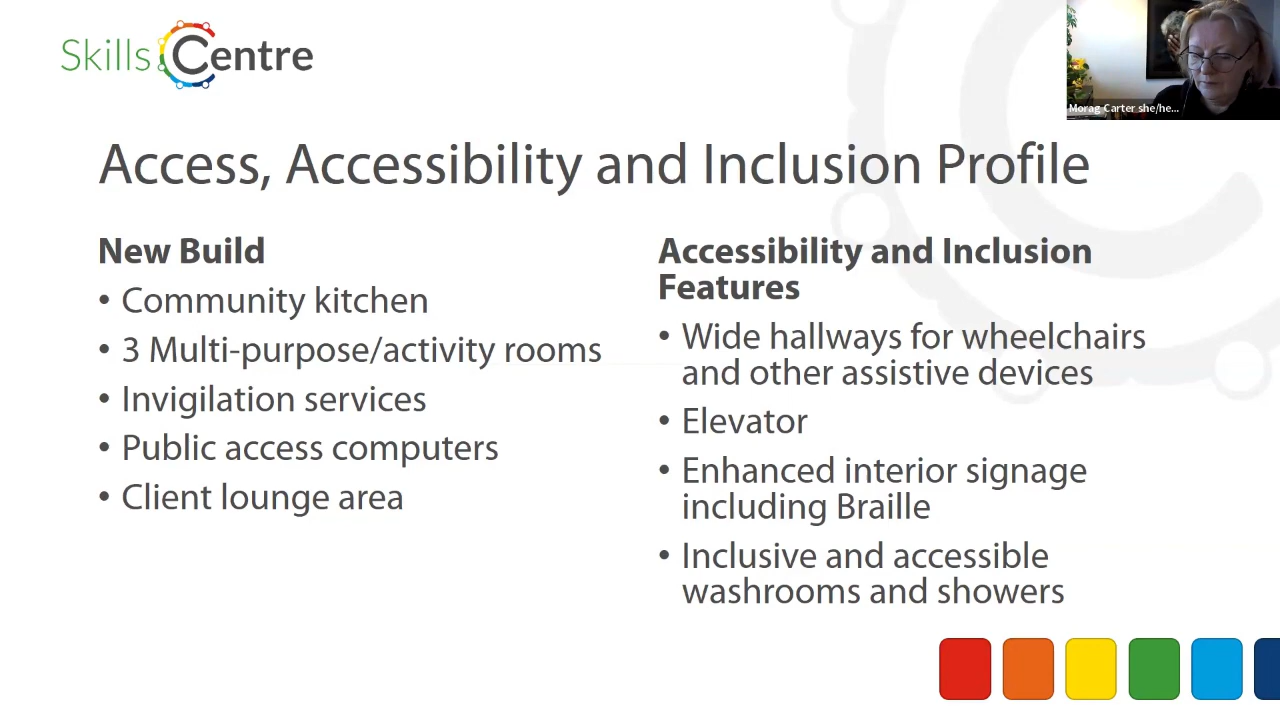 Skills Centre
Morag Carter she/he...
Access, Accessibility and Inclusion Profile
New Build
• Community kitchen
• 3 Multi-purpose/activity rooms
• Invigilation services
• Public access computers
• Client lounge area
Accessibility and Inclusion
Features
• Wide hallways for wheelchairs
and other assistive devices
• Elevator
• Enhanced interior signage
including Braille
• Inclusive and accessible
washrooms and showers